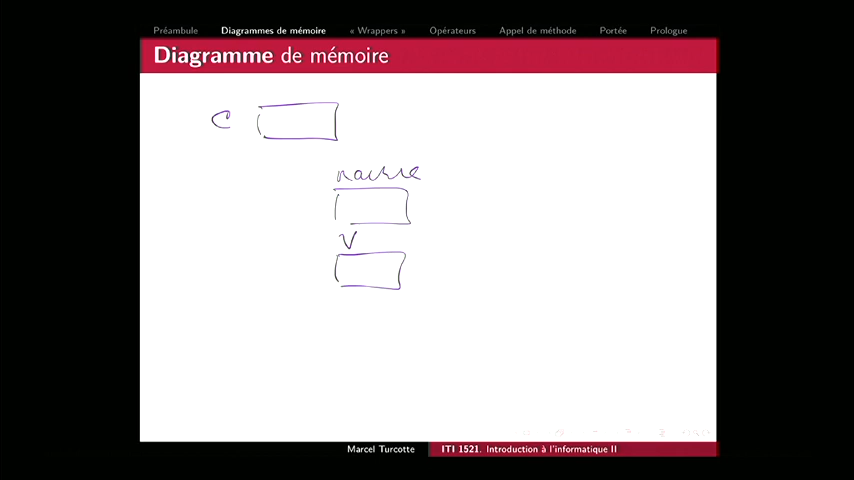 Préambule Diagrammes de mémoire « Wrappers » Opérateurs Appel de méthode Portée Prologue
Diagramme de mémoire
C
V
Marcel Turcotte ITI 1521. Introduction à l'informatique II